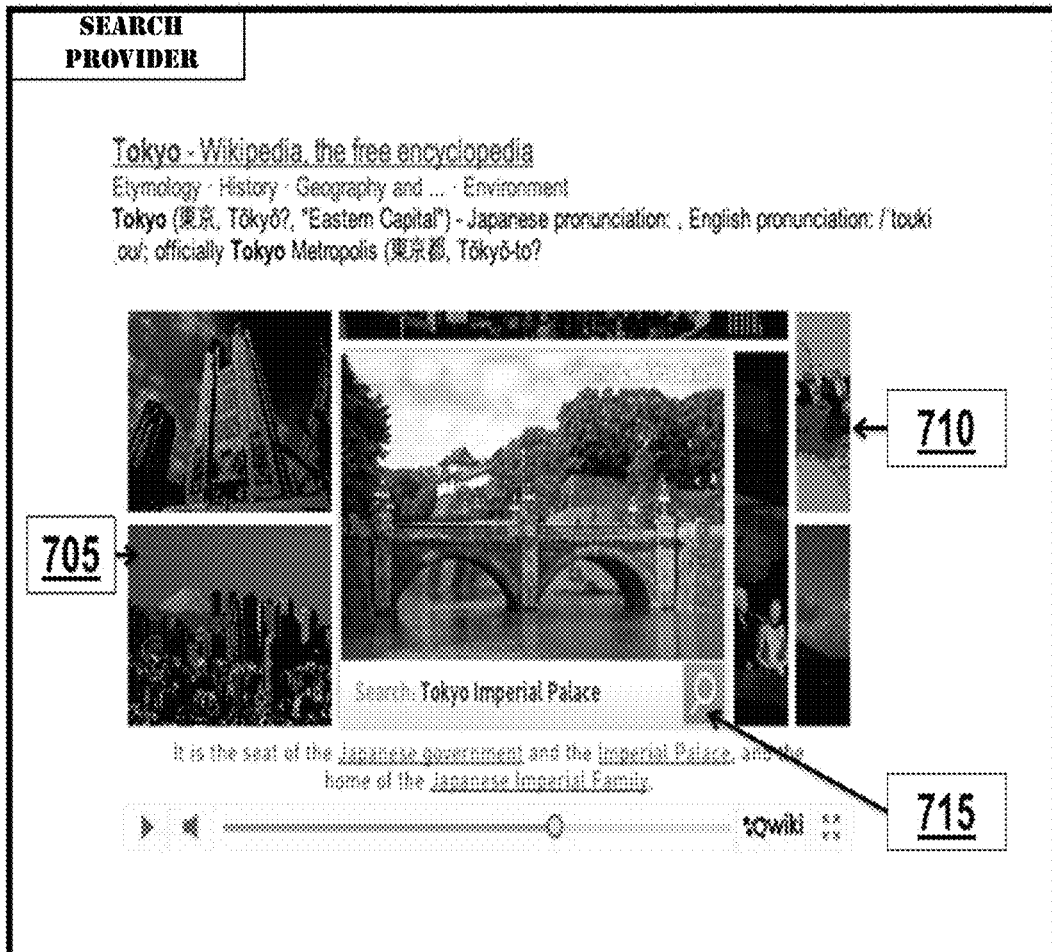 SEARCH
PROVIDER
Tokyo - Wikipedia, the free encyclopedia
Etymology · History · Geography and ... · Environment
Tokyo (東京, Tōkyō?, "Eastern Capital") - Japanese pronunciation: , English pronunciation: /ˈtoʊki
ˌoʊ/; officially Tokyo Metropolis (東京都, Tōkyō-to?
710
705
Search: Tokyo Imperial Palace
It is the seat of the Japanese government and the Imperial Palace, and the
home of the Japanese Imperial Family.
715
wiki